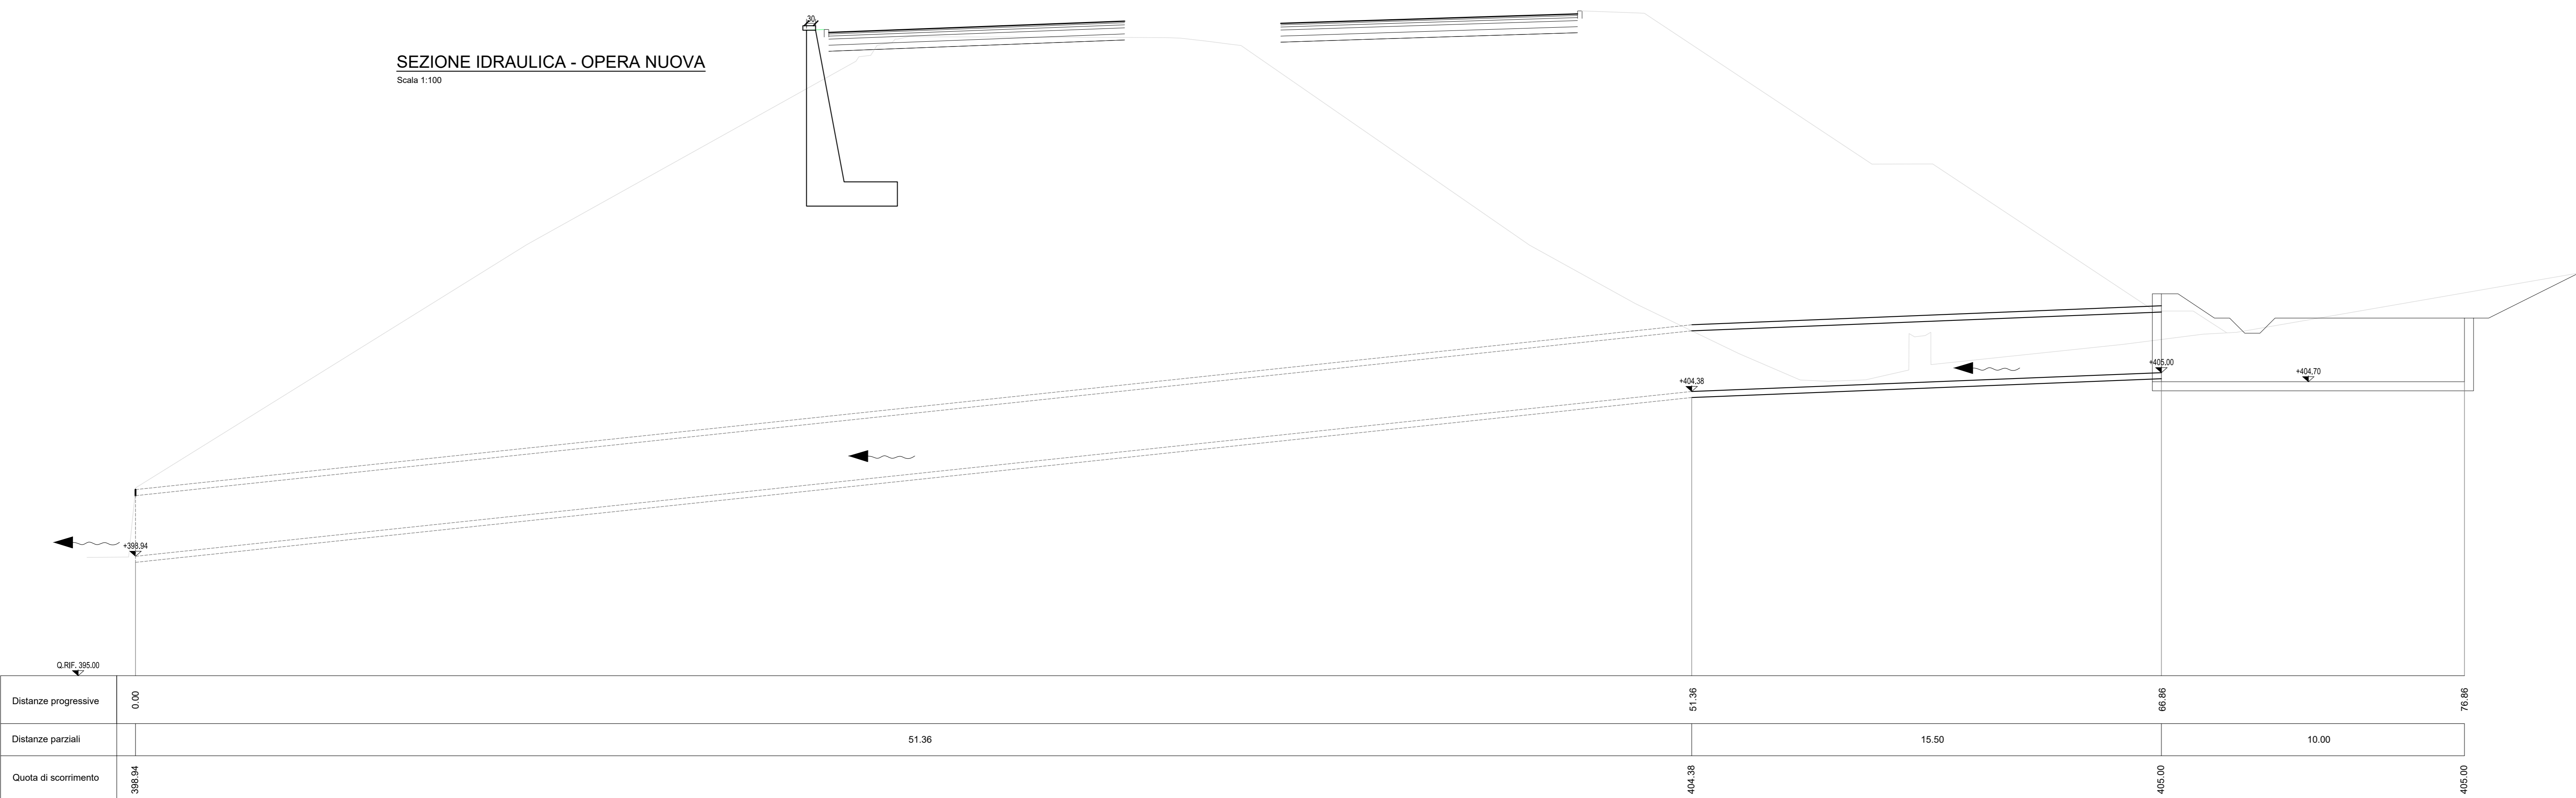 30
SEZIONE IDRAULICA - OPERA NUOVA
Scala 1:100
+405.00
+404.70
+404.38
+398.94
Q.RIF. 395.00
Distanze progressive 0.00 51.36 66.86 76.86
Distanze parziali 51.36 15.50 10.00
Quota di scorrimento 398.94 404.38 405.00 405.00